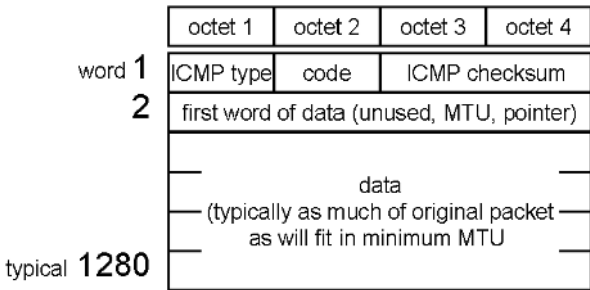 octet 1 octet 2 octet 3 octet 4
word 1 ICMP type code ICMP checksum
2 first word of data (unused, MTU, pointer)
data
(typically as much of original packet
as will fit in minimum MTU
typical 1280